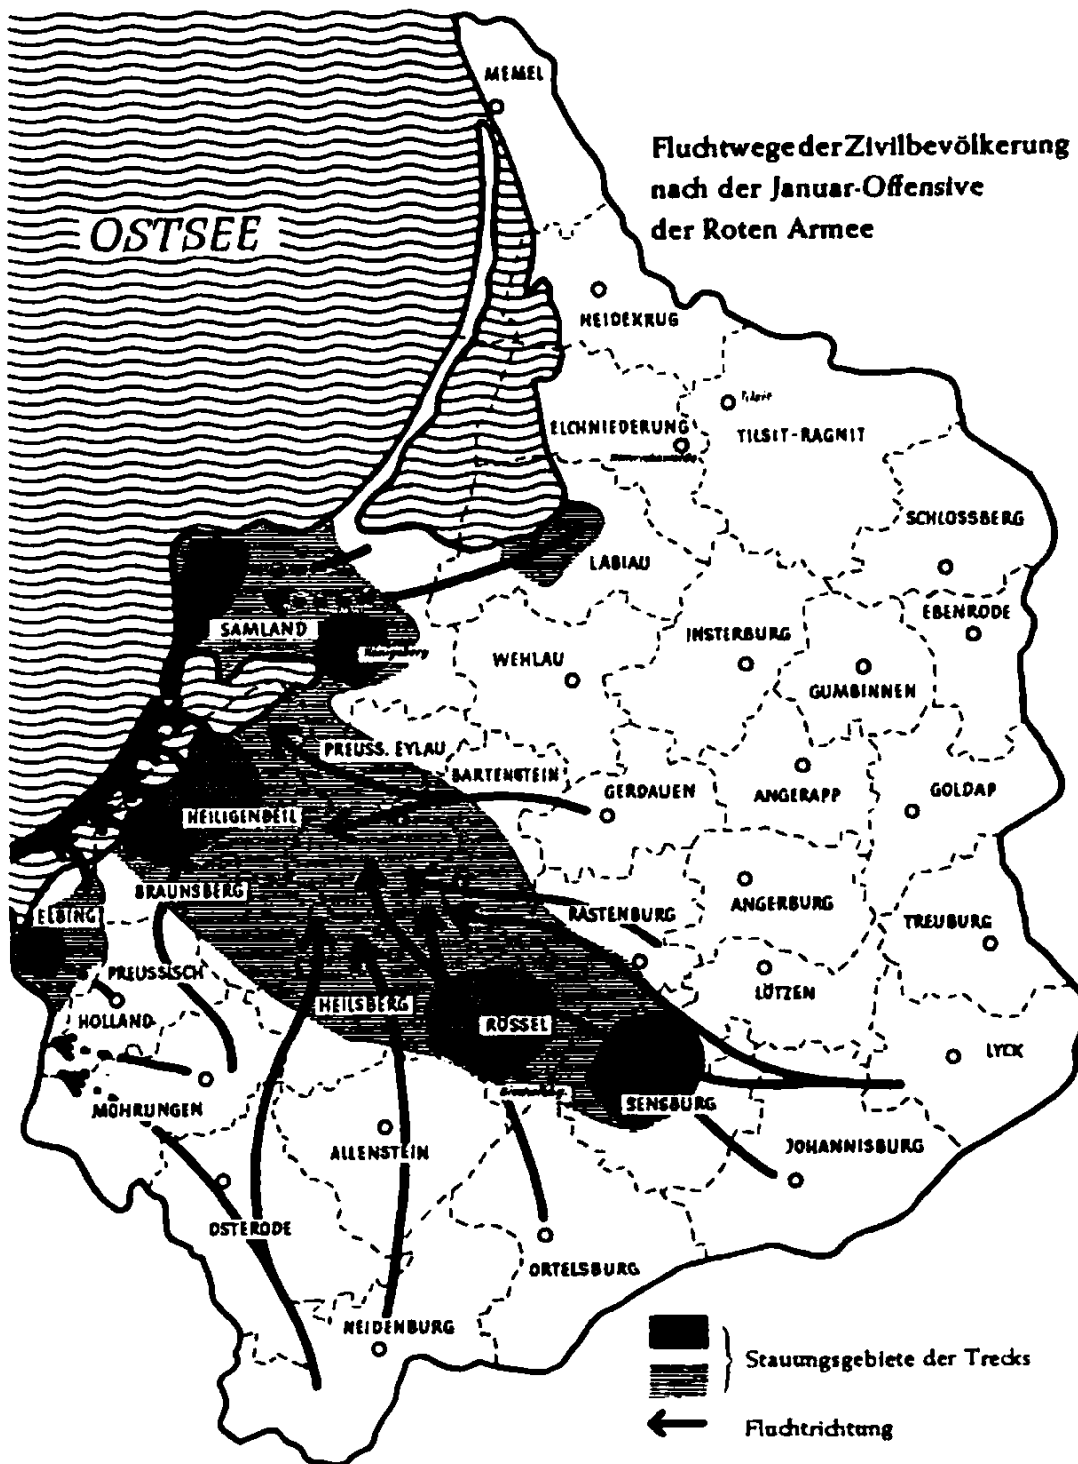 MEMEL
Fluchtwege der Zivilbevölkerung
nach der Januar-Offensive
der Roten Armee
OSTSEE
HEIDEKRUG
Tilsit
ELCHNIEDERUNG
TILSIT-RAGNIT
SCHLOSSBERG
LABIAU
EBENRODE
SAMLAND
INSTERBURG
Königsberg
WEHLAU
GUMBINNEN
PREUSS. EYLAU
BARTENSTEIN
GERDAUEN
ANGERAPP
GOLDAP
HEILIGENBEIL
BRAUNSBERG
ELBING
RASTENBURG
ANGERBURG
TREUBURG
PREUSSISCH
HOLLAND
HEILSBERG
RÖSSEL
LÖTZEN
LYCK
MOHRUNGEN
SENSBURG
ALLENSTEIN
JOHANNISBURG
OSTERODE
ORTELSBURG
NEIDENBURG
Stauungsgebiete der Trecks
Fluchtrichtung